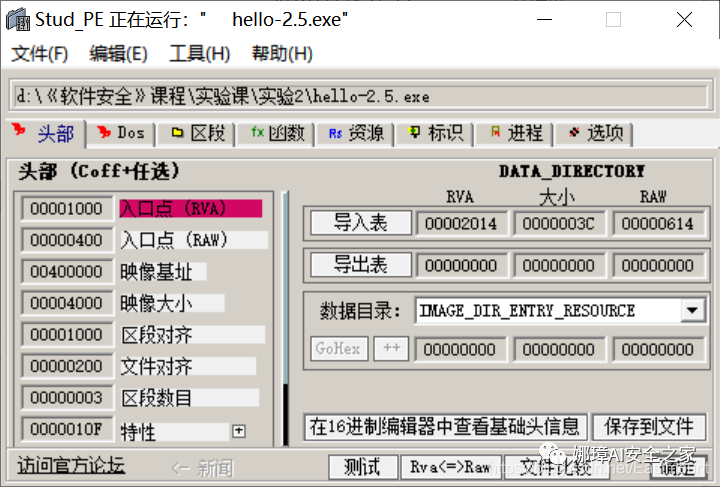 Stud_PE 正在运行：" hello-2.5.exe"
文件(F) 编辑(E) 工具(H) 帮助(H)
d:\《软件安全》课程\实验课\实验2\hello-2.5.exe
头部 Dos 区段 fx 函数 Rs 资源 标识 进程 选项
头部 (Coff+任选)
00001000 入口点 (RVA)
00000400 入口点 (RAW)
00400000 映像基址
00004000 映像大小
00001000 区段对齐
00000200 文件对齐
00000003 区段数目
0000010F 特性 +
DATA_DIRECTORY
RVA 大小 RAW
导入表 00002014 0000003C 00000614
导出表 00000000 00000000 00000000
数据目录: IMAGE_DIR_ENTRY_RESOURCE
GoHex ++ 00000000 00000000 00000000
在16进制编辑器中查看基础头信息 保存到文件
访问官方论坛 <- 新闻 测试 Rva<=>Raw 文件比较 确定
娜璋AI安全之家